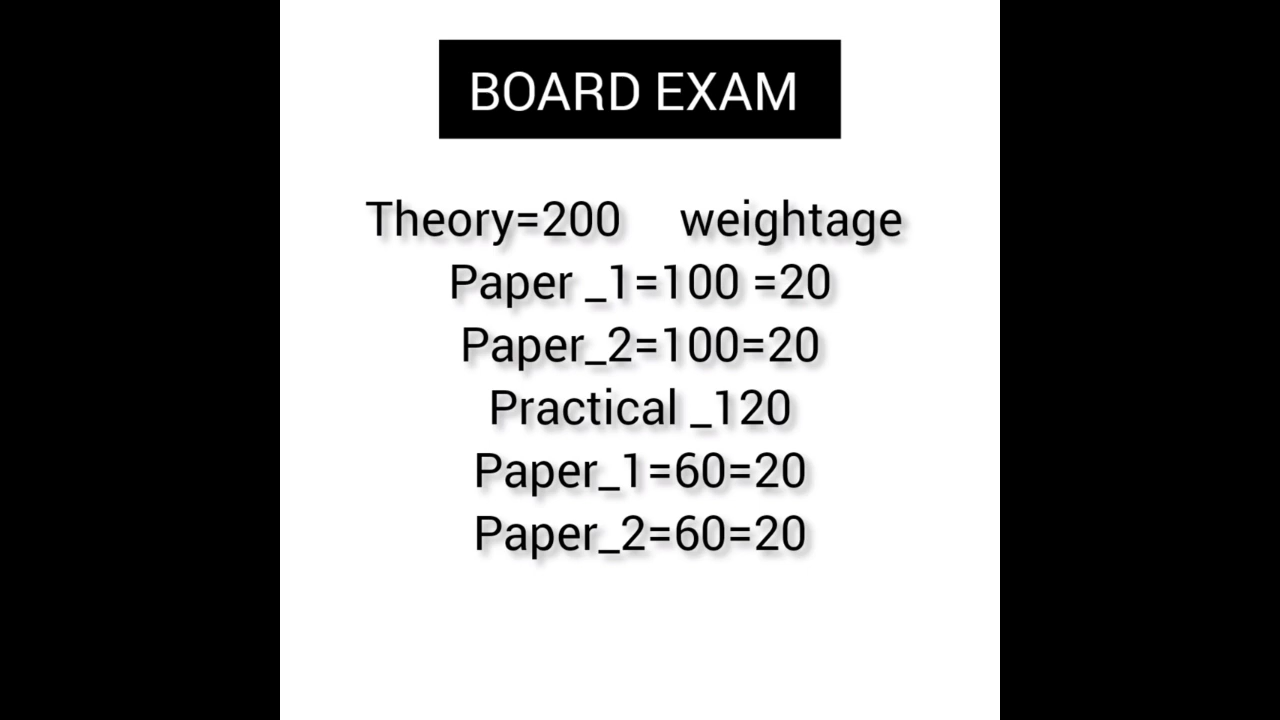 BOARD EXAM
Theory=200 weightage
Paper _1=100 =20
Paper_2=100=20
Practical _120
Paper_1=60=20
Paper_2=60=20